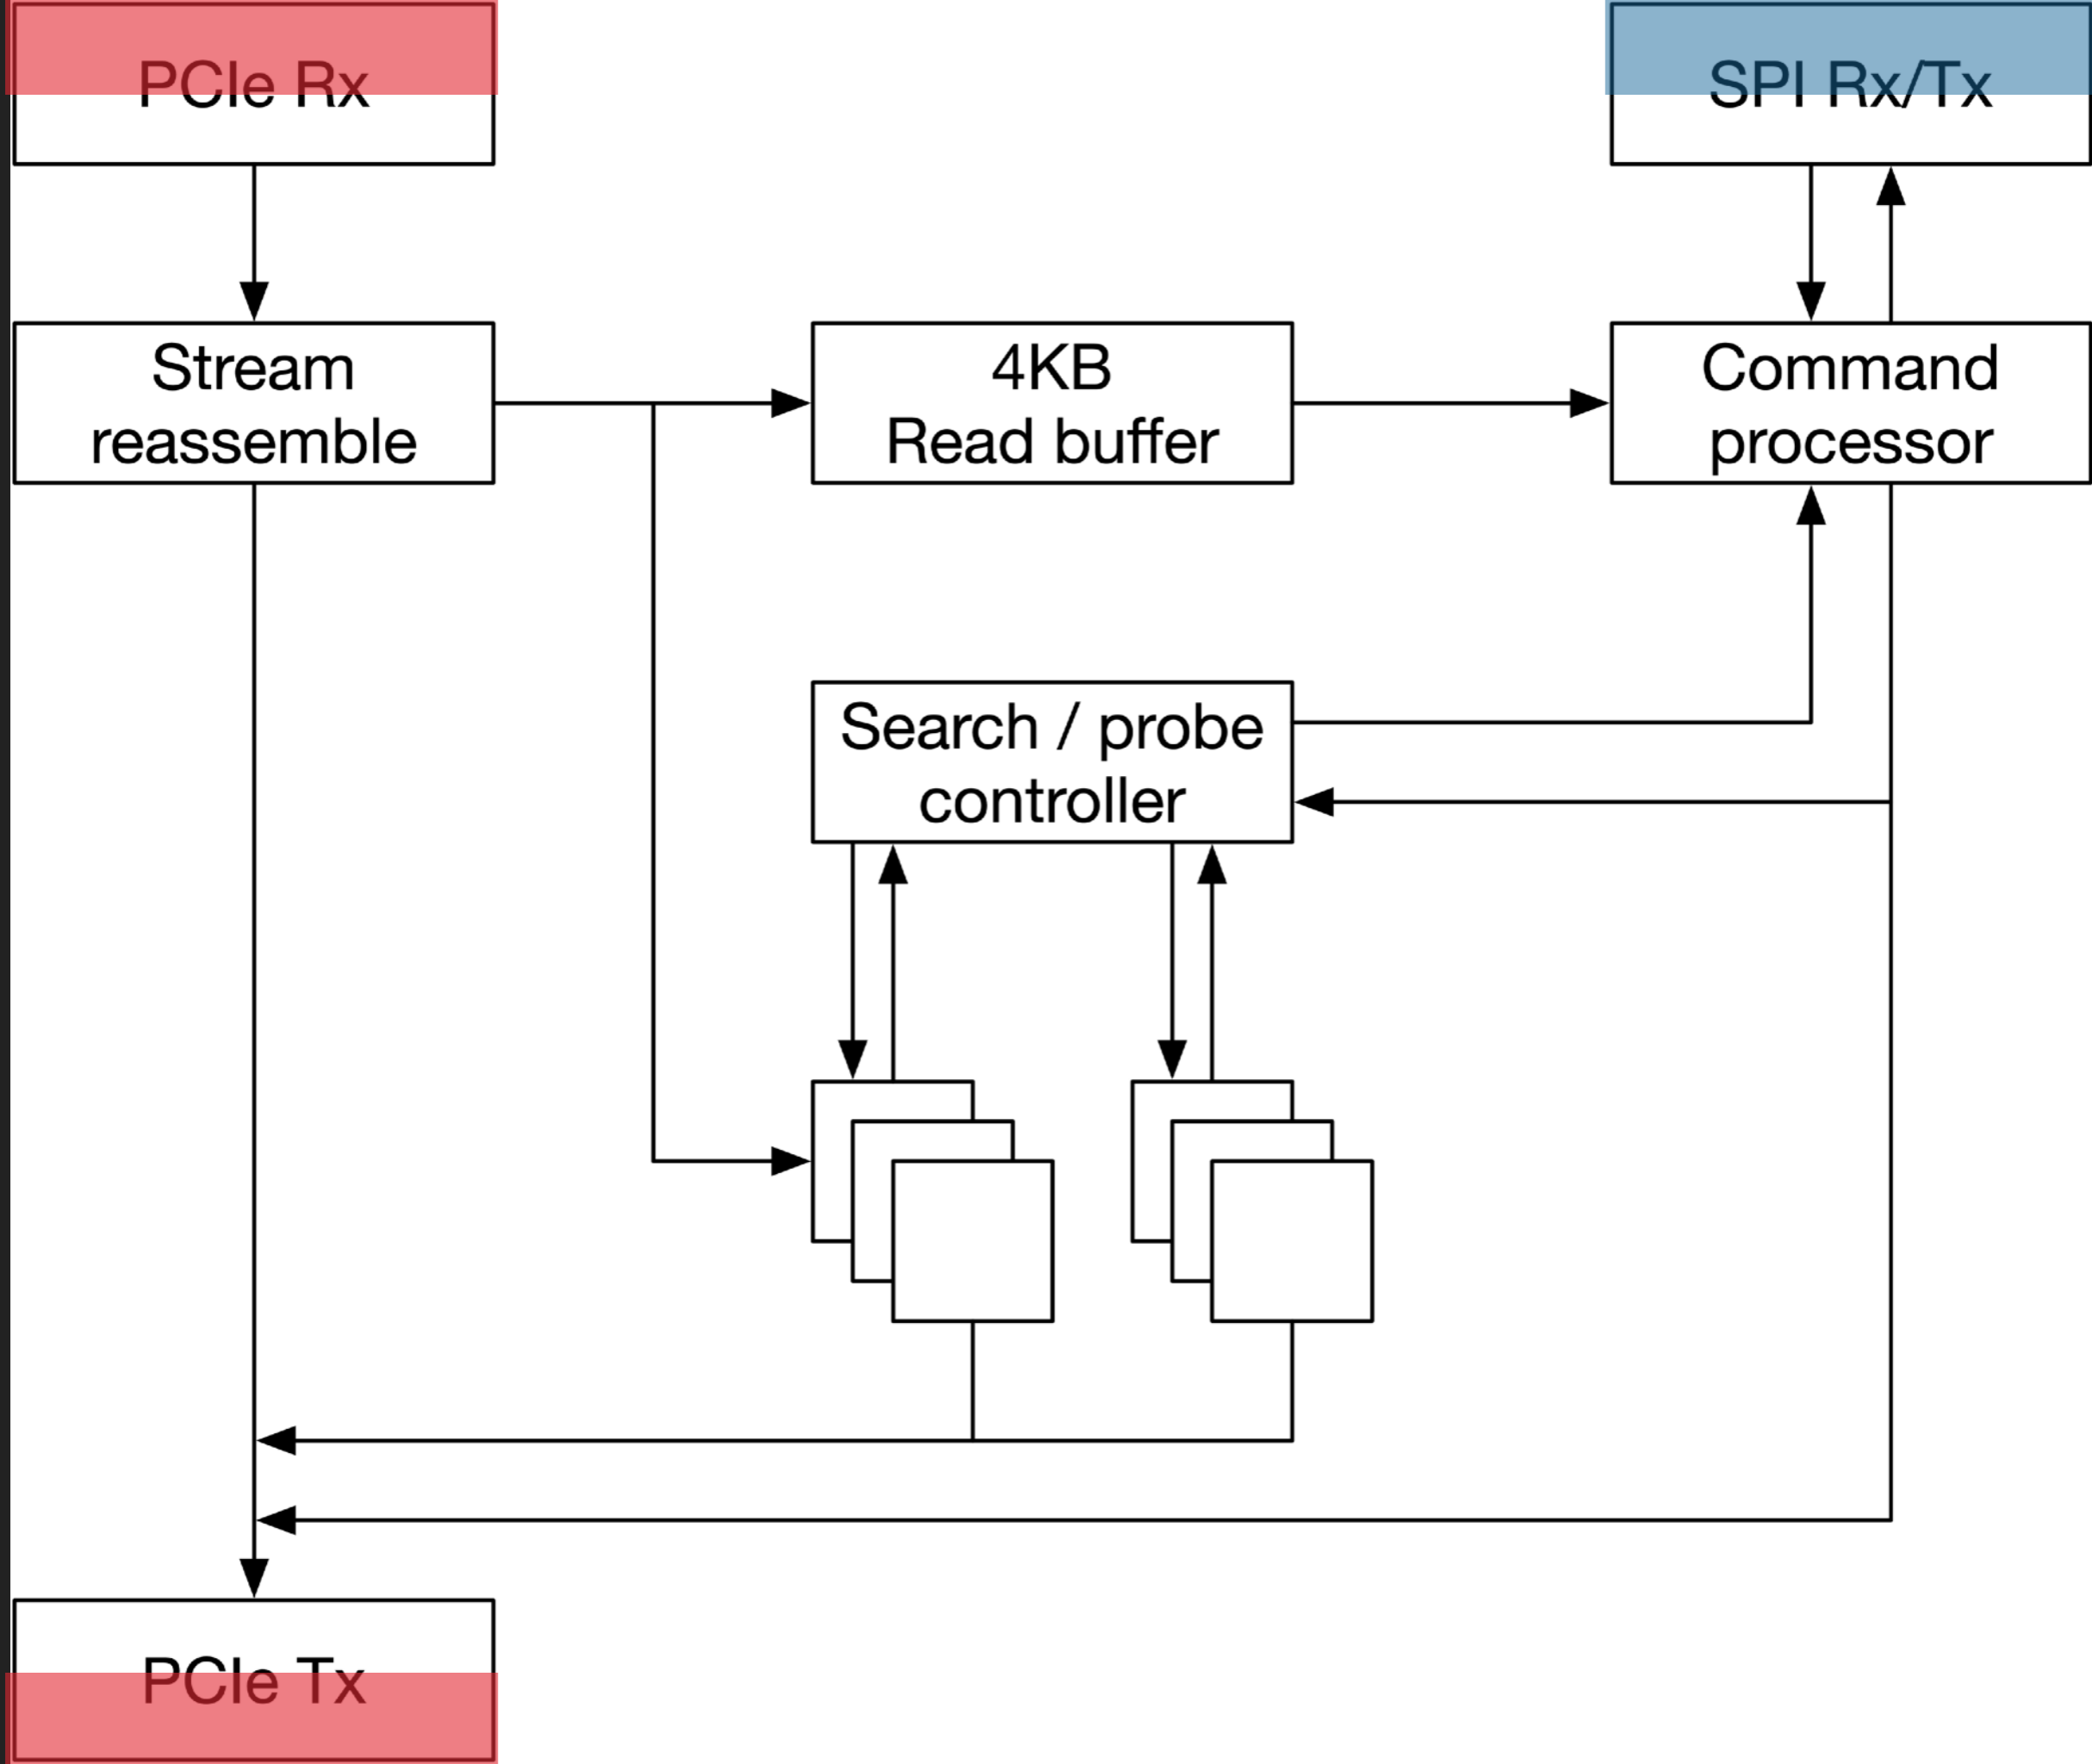 PCIe Rx
SPI Rx/Tx
Stream
reassemble
4KB
Read buffer
Command
processor
Search / probe
controller
PCIe Tx